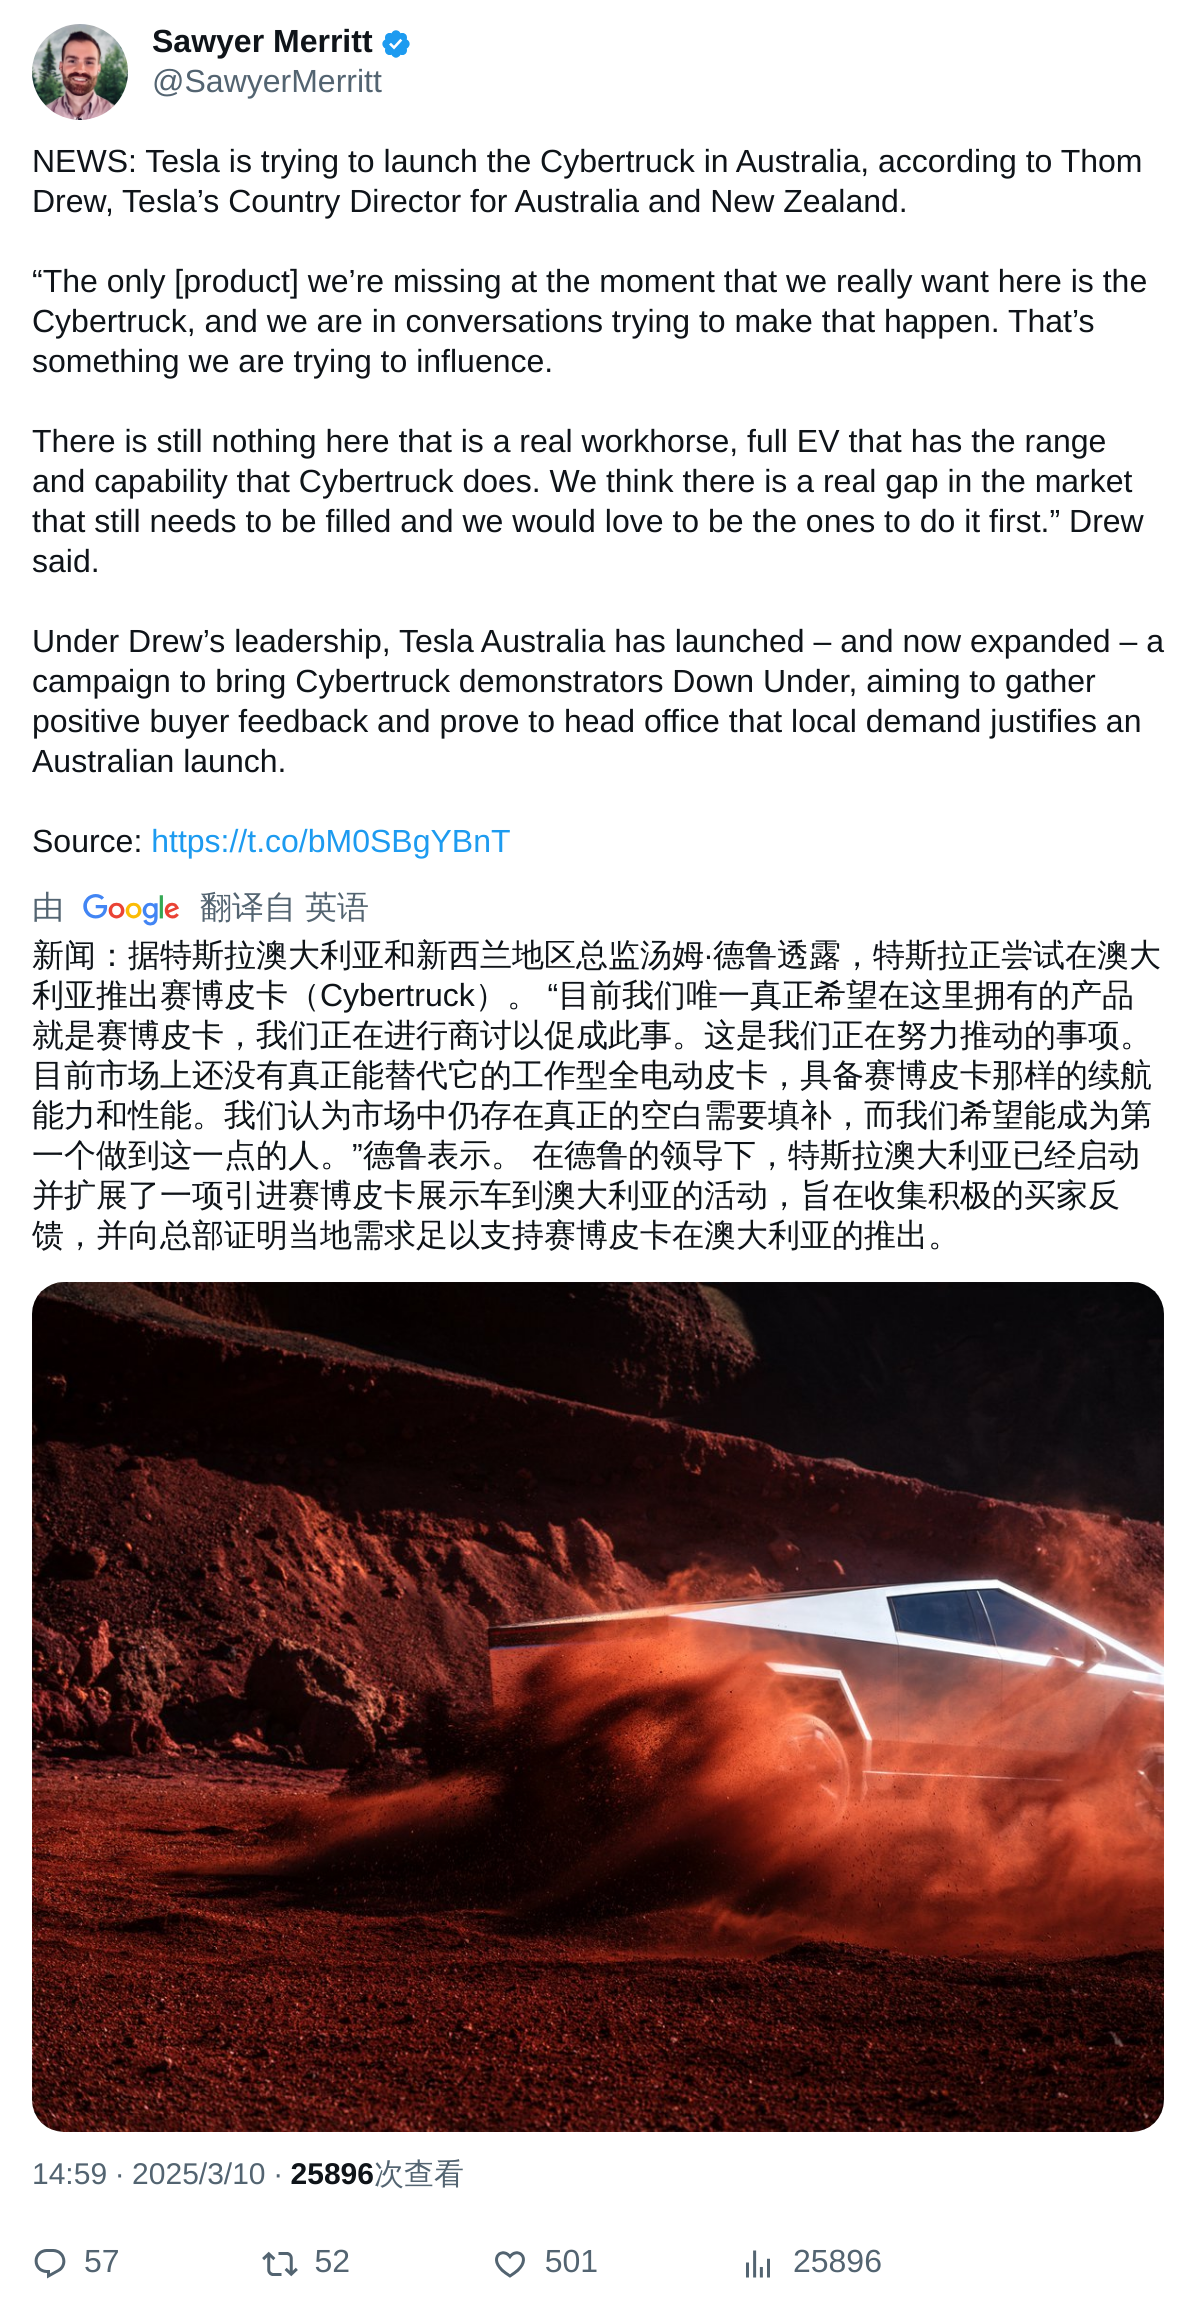 Sawyer Merritt
@SawyerMerritt
NEWS: Tesla is trying to launch the Cybertruck in Australia, according to Thom
Drew, Tesla’s Country Director for Australia and New Zealand.
“The only [product] we’re missing at the moment that we really want here is the
Cybertruck, and we are in conversations trying to make that happen. That’s
something we are trying to influence.
There is still nothing here that is a real workhorse, full EV that has the range
and capability that Cybertruck does. We think there is a real gap in the market
that still needs to be filled and we would love to be the ones to do it first.” Drew
said.
Under Drew’s leadership, Tesla Australia has launched – and now expanded – a
campaign to bring Cybertruck demonstrators Down Under, aiming to gather
positive buyer feedback and prove to head office that local demand justifies an
Australian launch.
Source: https://t.co/bM0SBgYBnT
由 Google 翻译自 英语
新闻：据特斯拉澳大利亚和新西兰地区总监汤姆·德鲁透露，特斯拉正尝试在澳大
利亚推出赛博皮卡（Cybertruck）。 “目前我们唯一真正希望在这里拥有的产品
就是赛博皮卡，我们正在进行商讨以促成此事。这是我们正在努力推动的事项。
目前市场上还没有真正能替代它的工作型全电动皮卡，具备赛博皮卡那样的续航
能力和性能。我们认为市场中仍存在真正的空白需要填补，而我们希望能成为第
一个做到这一点的人。”德鲁表示。 在德鲁的领导下，特斯拉澳大利亚已经启动
并扩展了一项引进赛博皮卡展示车到澳大利亚的活动，旨在收集积极的买家反
馈，并向总部证明当地需求足以支持赛博皮卡在澳大利亚的推出。
14:59 · 2025/3/10 · 25896次查看
57 52 501 25896